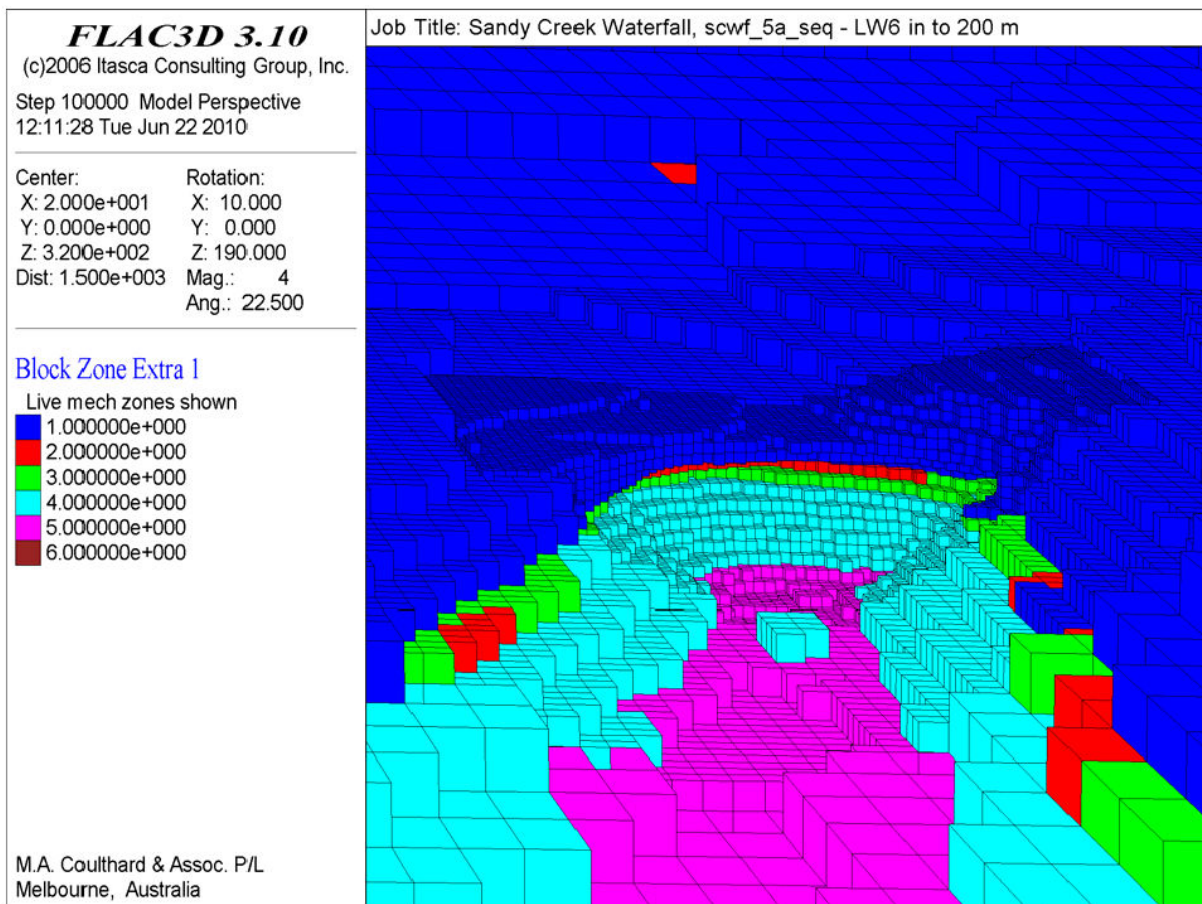 FLAC3D 3.10
(c)2006 Itasca Consulting Group, Inc.
Step 100000 Model Perspective
12:11:28 Tue Jun 22 2010
Center:
X: 2.000e+001
Y: 0.000e+000
Z: 3.200e+002
Dist: 1.500e+003
Rotation:
X: 10.000
Y: 0.000
Z: 190.000
Mag.: 4
Ang.: 22.500
Block Zone Extra 1
Live mech zones shown
1.000000e+000
2.000000e+000
3.000000e+000
4.000000e+000
5.000000e+000
6.000000e+000
M.A. Coulthard & Assoc. P/L
Melbourne, Australia
Job Title: Sandy Creek Waterfall, scwf_5a_seq - LW6 in to 200 m